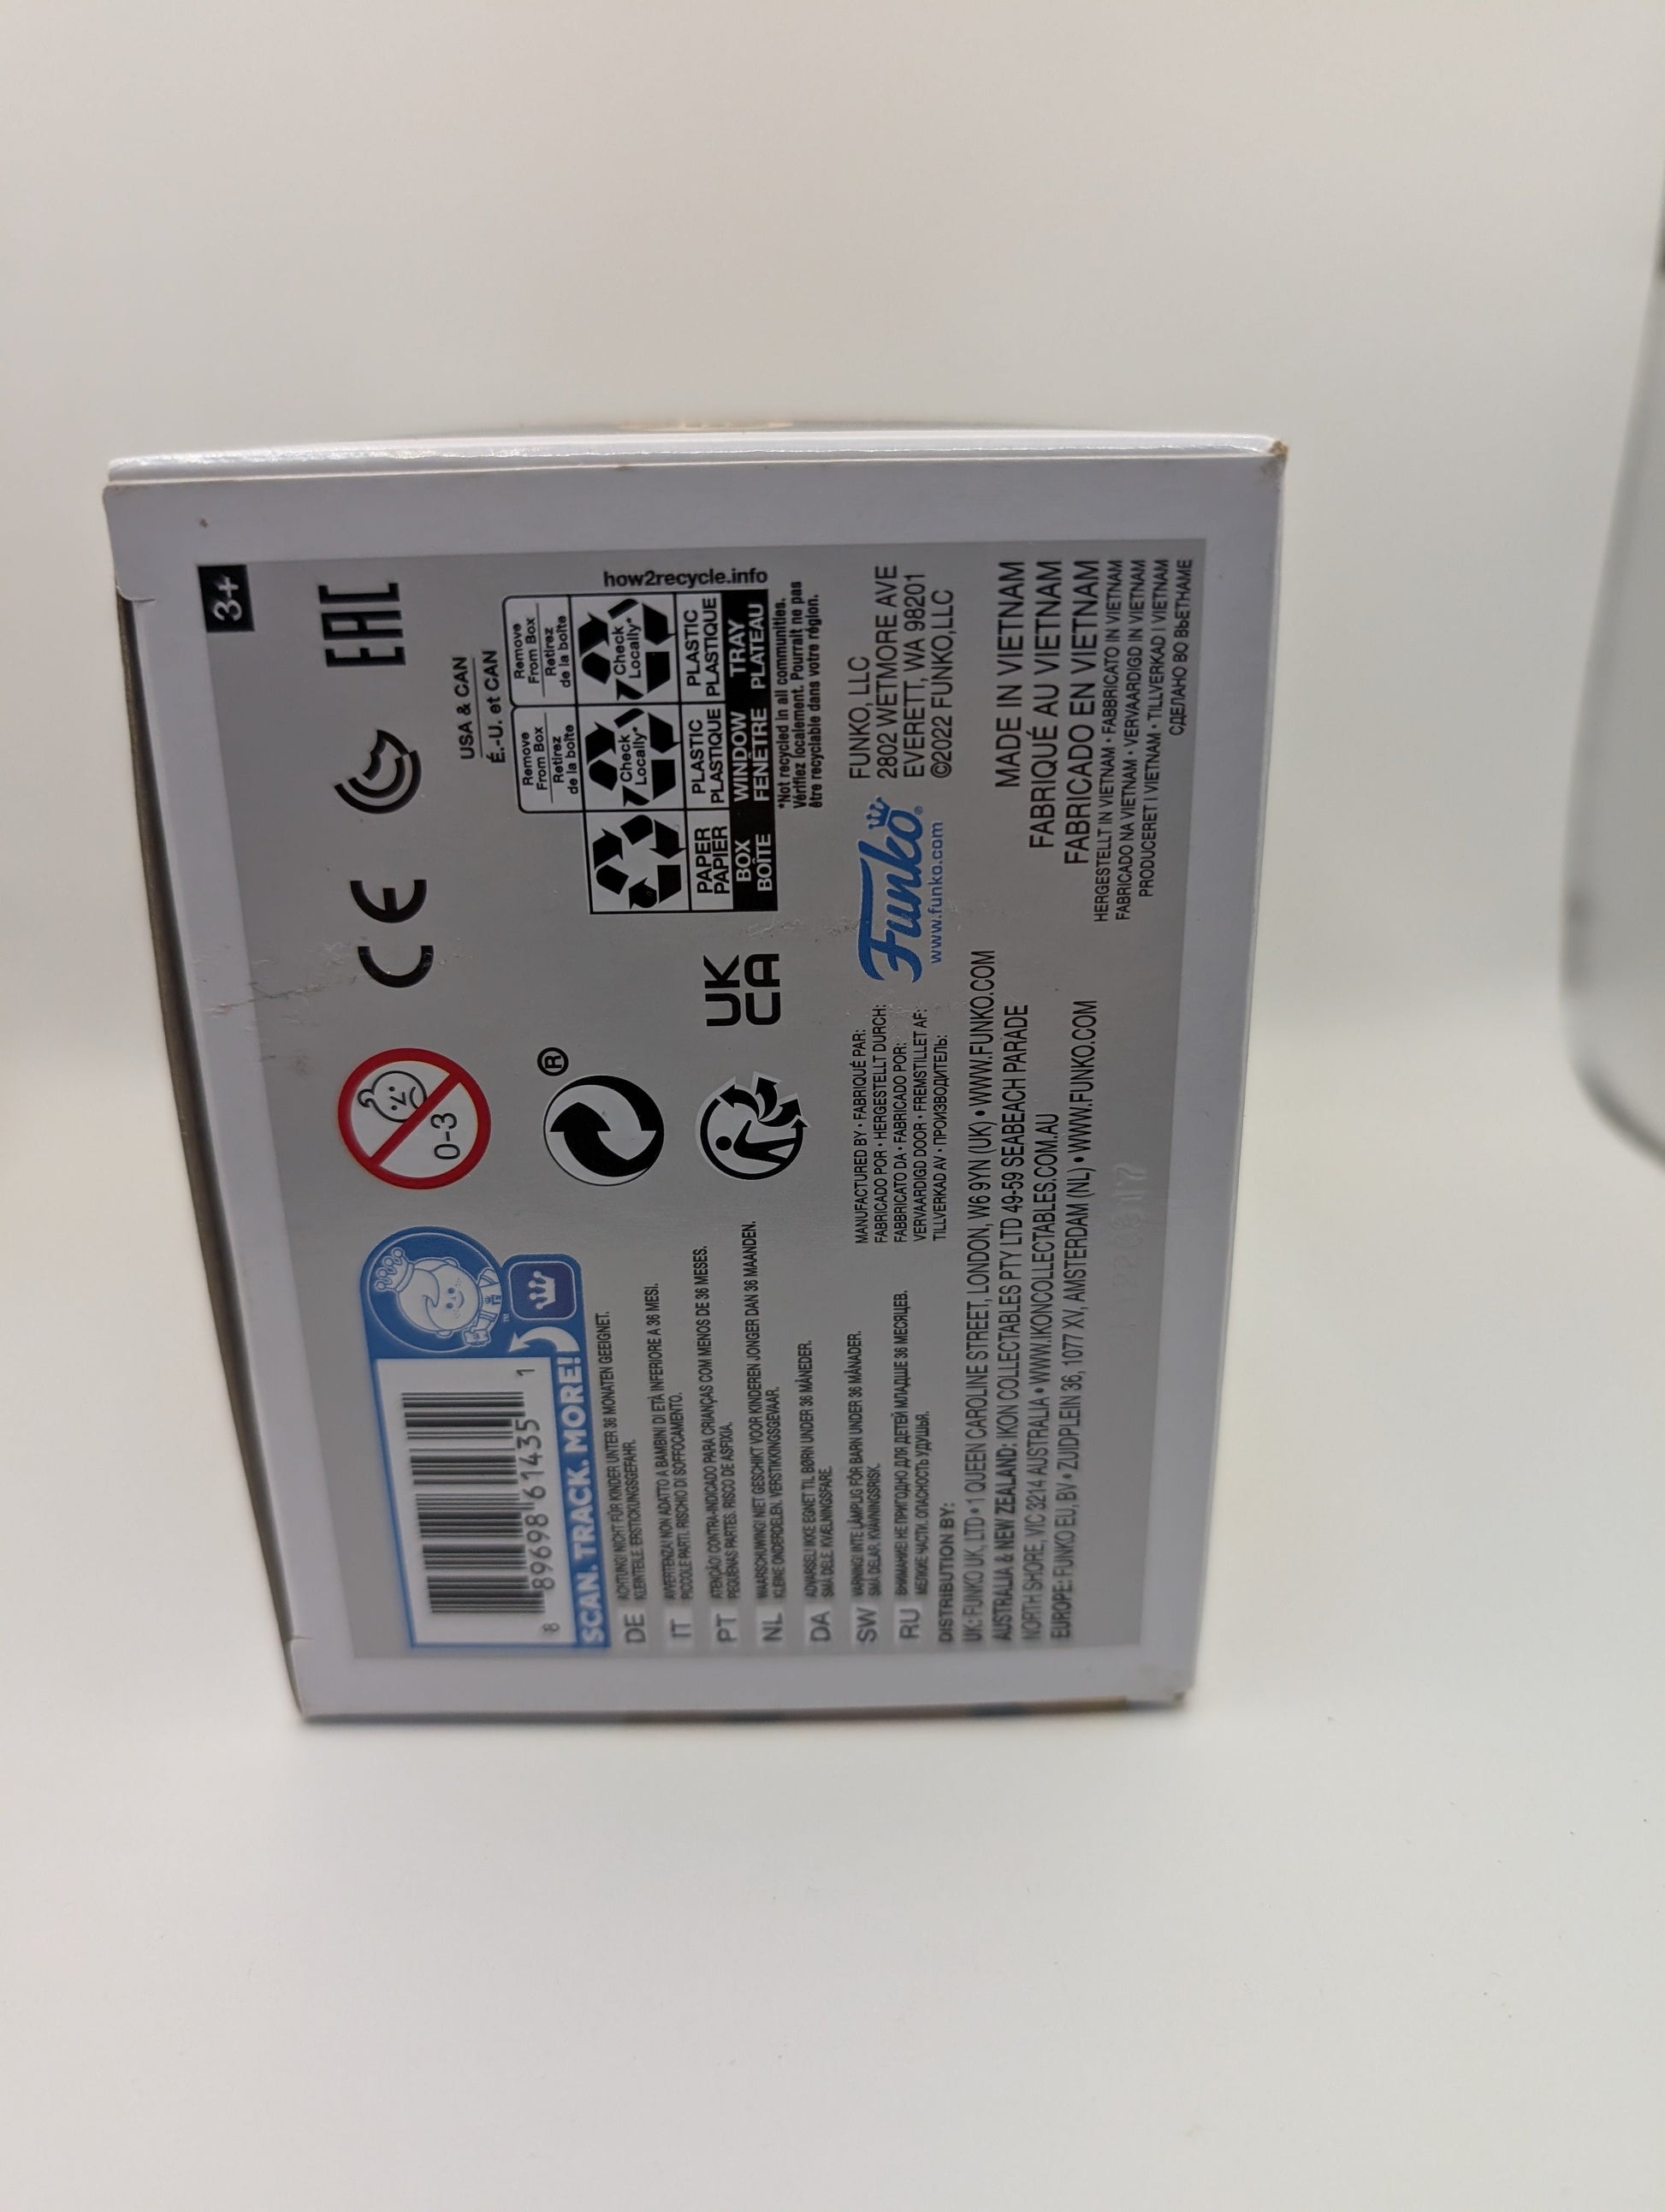 3+
8 89698 61435 1
SCAN. TRACK. MORE!
TM
0-3
CE
EAC
®
UK
CA
USA & CAN
É.-U. et CAN
Remove
From Box
Retirez
de la boîte
Remove
From Box
Retirez
de la boîte
Check
Locally*
Check
Locally*
PAPER
PAPIER
PLASTIC
PLASTIQUE
PLASTIC
PLASTIQUE
BOX
BOÎTE
WINDOW
FENÊTRE
TRAY
PLATEAU
how2recycle.info
*Not recycled in all communities.
Vérifiez localement. Pourrait ne pas
être recyclable dans votre région.
DE ACHTUNG! NICHT FÜR KINDER UNTER 36 MONATEN GEEIGNET.
KLEINTEILE. ERSTICKUNGSGEFAHR.
IT AVVERTENZA! NON ADATTO A BAMBINI DI ETÀ INFERIORE A 36 MESI.
PICCOLE PARTI. RISCHIO DI SOFFOCAMENTO.
PT ATENÇÃO! CONTRA-INDICADO PARA CRIANÇAS COM MENOS DE 36 MESES.
PEQUENAS PARTES. RISCO DE ASFIXIA.
NL WAARSCHUWING! NIET GESCHIKT VOOR KINDEREN JONGER DAN 36 MAANDEN.
KLEINE ONDERDELEN. VERSTIKKINGSGEVAAR.
DA ADVARSEL! IKKE EGNET TIL BØRN UNDER 36 MÅNEDER.
SMÅ DELE. KVÆLNINGSFARE.
SW VARNING! INTE LÄMPLIG FÖR BARN UNDER 36 MÅNADER.
SMÅ DELAR. KVÄVNINGSRISK.
RU ВНИМАНИЕ! НЕ ПРИГОДНО ДЛЯ ДЕТЕЙ МЛАДШЕ 36 МЕСЯЦЕВ.
МЕЛКИЕ ЧАСТИ. ОПАСНОСТЬ УДУШЬЯ.
MANUFACTURED BY • FABRIQUÉ PAR:
FABRICADO POR • HERGESTELLT DURCH:
FABBRICATO DA • FABRICADO POR:
VERVAARDIGD DOOR • FREMSTILLET AF:
TILLVERKAD AV • ПРОИЗВОДИТЕЛЬ:
Funko®
www.funko.com
FUNKO, LLC
2802 WETMORE AVE
EVERETT, WA 98201
©2022 FUNKO,LLC
DISTRIBUTION BY:
UK: FUNKO UK, LTD • 1 QUEEN CAROLINE STREET, LONDON, W6 9YN (UK) • WWW.FUNKO.COM
AUSTRALIA & NEW ZEALAND: IKON COLLECTABLES PTY LTD 49-59 SEABEACH PARADE
NORTH SHORE, VIC 3214 AUSTRALIA • WWW.IKONCOLLECTABLES.COM.AU
EUROPE: FUNKO EU, BV • ZUIDPLEIN 36, 1077 XV, AMSTERDAM (NL) • WWW.FUNKO.COM
MADE IN VIETNAM
FABRIQUÉ AU VIETNAM
FABRICADO EN VIETNAM
HERGESTELLT IN VIETNAM • FABBRICATO IN VIETNAM
FABRICADO NA VIETNAM • VERVAARDIGD IN VIETNAM
PRODUCERET I VIETNAM • TILLVERKAD I VIETNAM
СДЕЛАНО ВО ВЬЕТНАМЕ